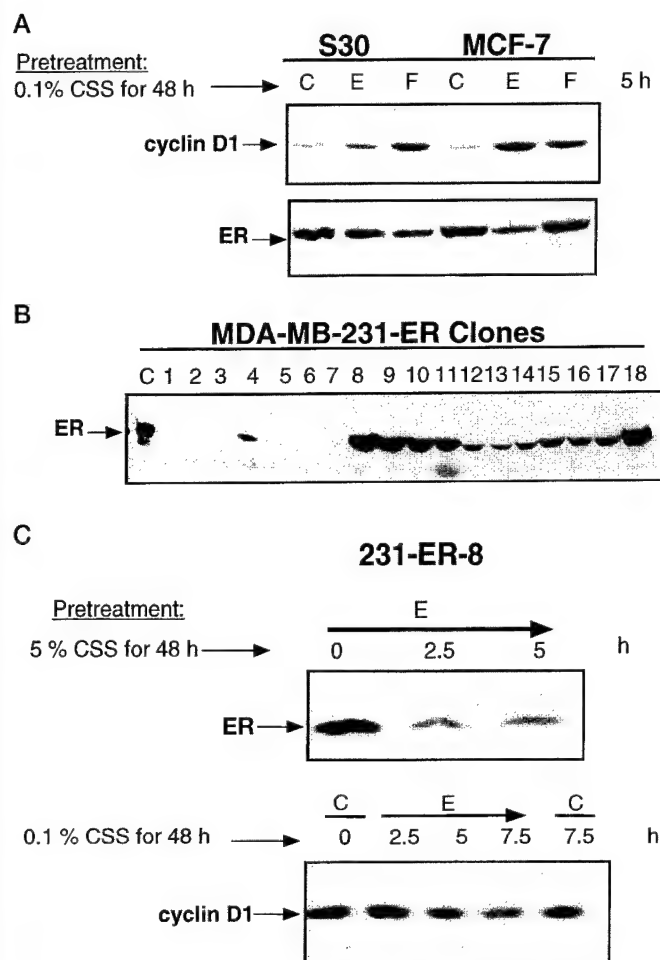 A
S30 MCF-7
Pretreatment:
0.1% CSS for 48 h C E F C E F 5 h
cyclin D1
ER
B
MDA-MB-231-ER Clones
C 1 2 3 4 5 6 7 8 9 10 11 12 13 14 15 16 17 18
ER
C
231-ER-8
Pretreatment: E
5 % CSS for 48 h 0 2.5 5 h
ER
C E C
0.1 % CSS for 48 h 0 2.5 5 7.5 7.5 h
cyclin D1